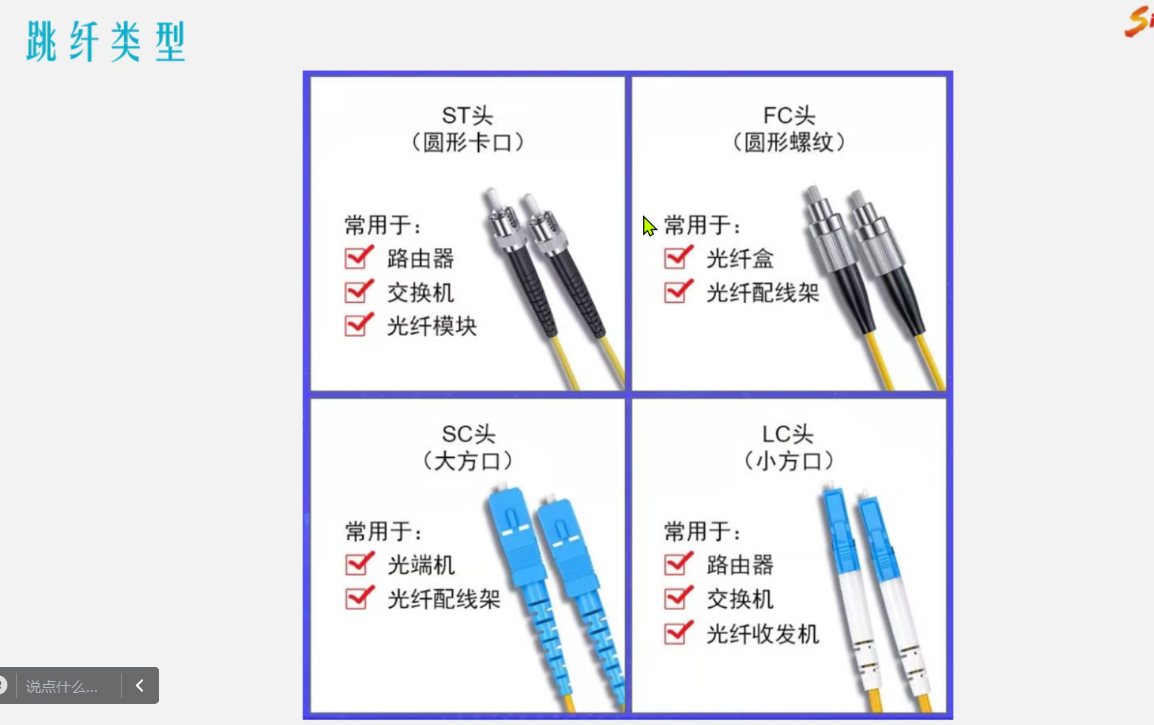 跳纤类型
ST头
（圆形卡口）
常用于：
路由器
交换机
光纤模块
FC头
（圆形螺纹）
常用于：
光纤盒
光纤配线架
SC头
（大方口）
常用于：
光端机
光纤配线架
LC头
（小方口）
常用于：
路由器
交换机
光纤收发机
说点什么...